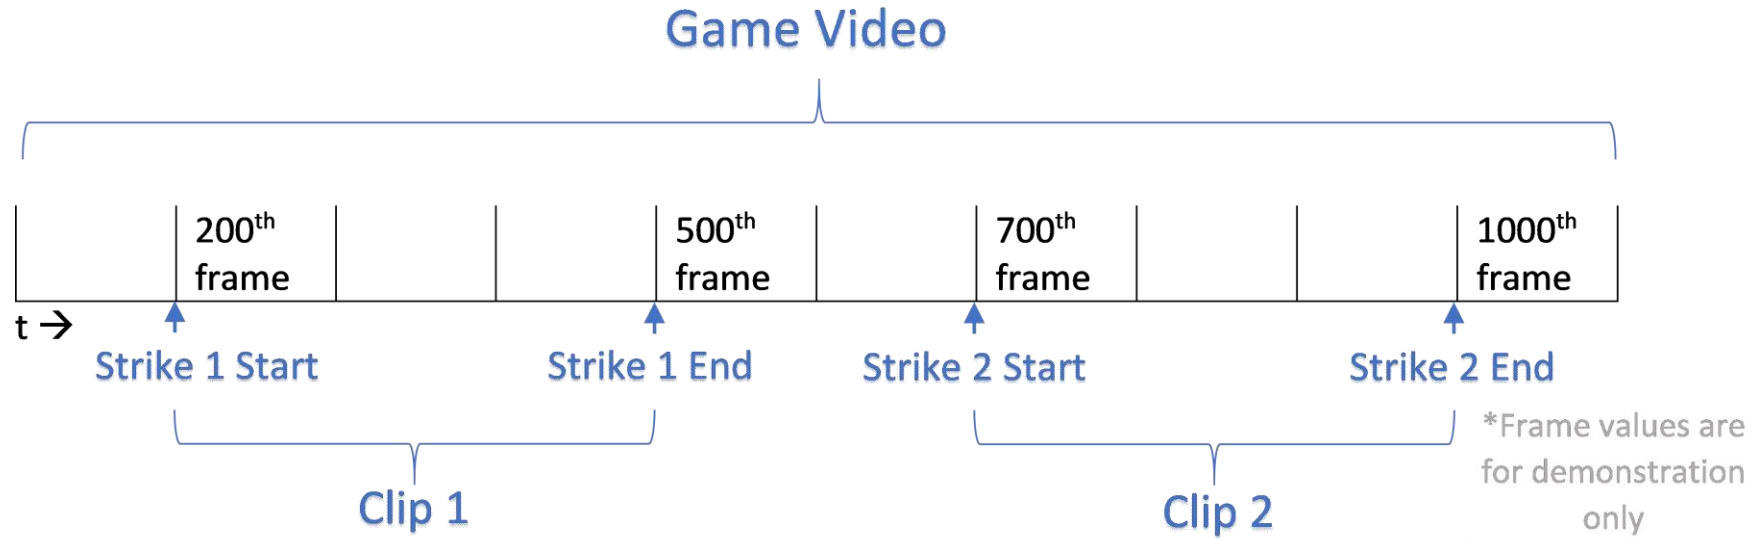 Game Video
200th frame
500th frame
700th frame
1000th frame
t →
Strike 1 Start
Strike 1 End
Strike 2 Start
Strike 2 End
Clip 1
Clip 2
*Frame values are
for demonstration
only